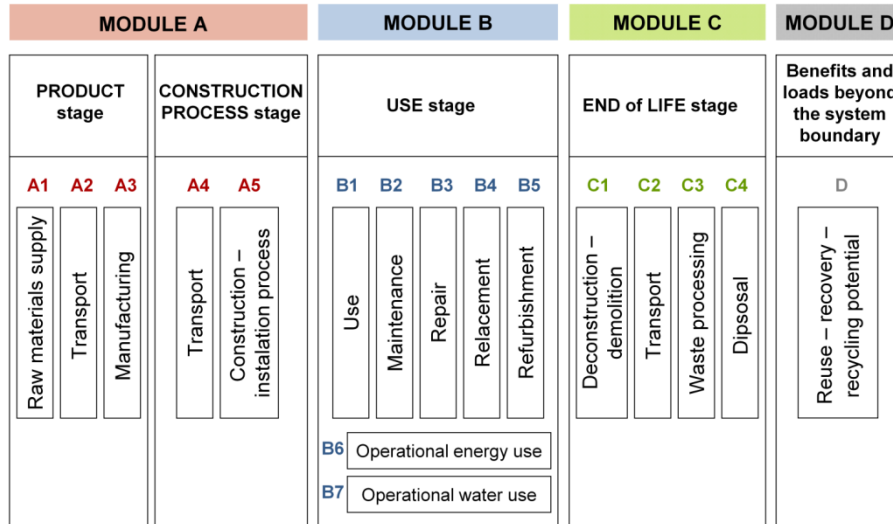 MODULE A
MODULE B
MODULE C
MODULE D
PRODUCT
stage
CONSTRUCTION
PROCESS stage
USE stage
END of LIFE stage
Benefits and
loads beyond
the system
boundary
A1
A2
A3
A4
A5
B1
B2
B3
B4
B5
C1
C2
C3
C4
D
Raw materials supply
Transport
Manufacturing
Transport
Construction –
instalation process
Use
Maintenance
Repair
Relacement
Refurbishment
Deconstruction –
demolition
Transport
Waste processing
Dipsosal
Reuse – recovery –
recycling potential
B6
Operational energy use
B7
Operational water use